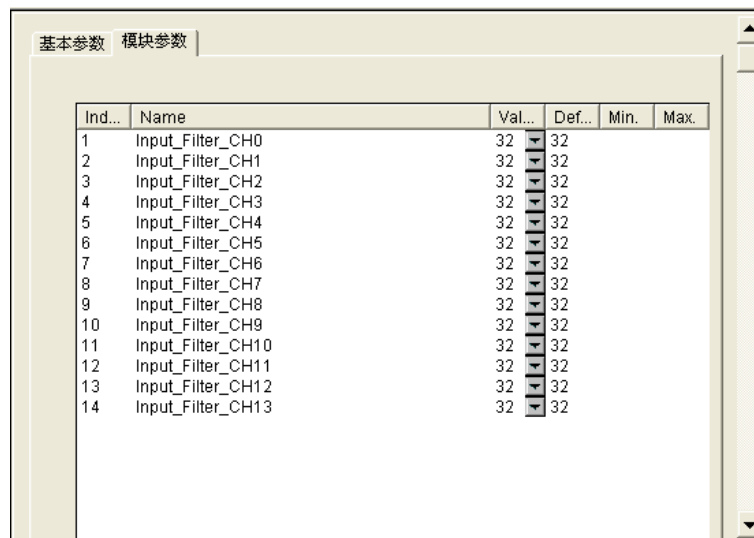 基本参数 模块参数
Ind... Name Val... Def... Min. Max.
1 Input_Filter_CH0 32 32
2 Input_Filter_CH1 32 32
3 Input_Filter_CH2 32 32
4 Input_Filter_CH3 32 32
5 Input_Filter_CH4 32 32
6 Input_Filter_CH5 32 32
7 Input_Filter_CH6 32 32
8 Input_Filter_CH7 32 32
9 Input_Filter_CH8 32 32
10 Input_Filter_CH9 32 32
11 Input_Filter_CH10 32 32
12 Input_Filter_CH11 32 32
13 Input_Filter_CH12 32 32
14 Input_Filter_CH13 32 32